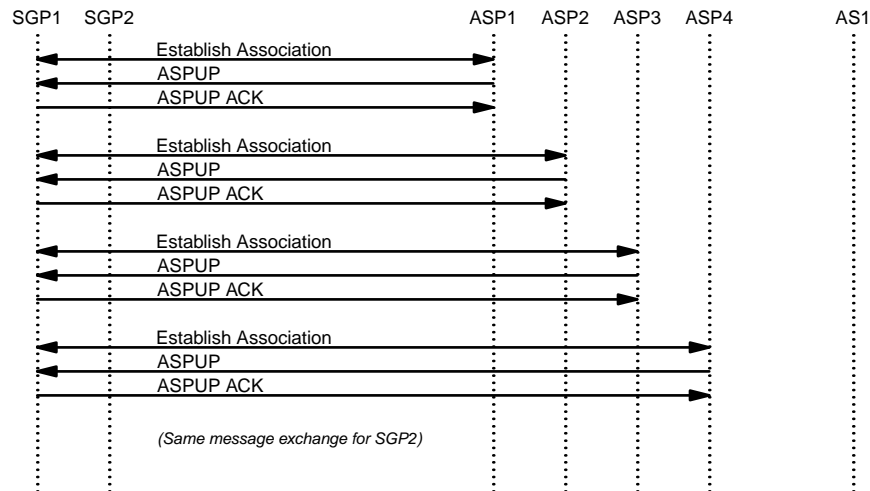 SGP1 SGP2 ASP1 ASP2 ASP3 ASP4 AS1
Establish Association
ASPUP
ASPUP ACK
Establish Association
ASPUP
ASPUP ACK
Establish Association
ASPUP
ASPUP ACK
Establish Association
ASPUP
ASPUP ACK
(Same message exchange for SGP2)